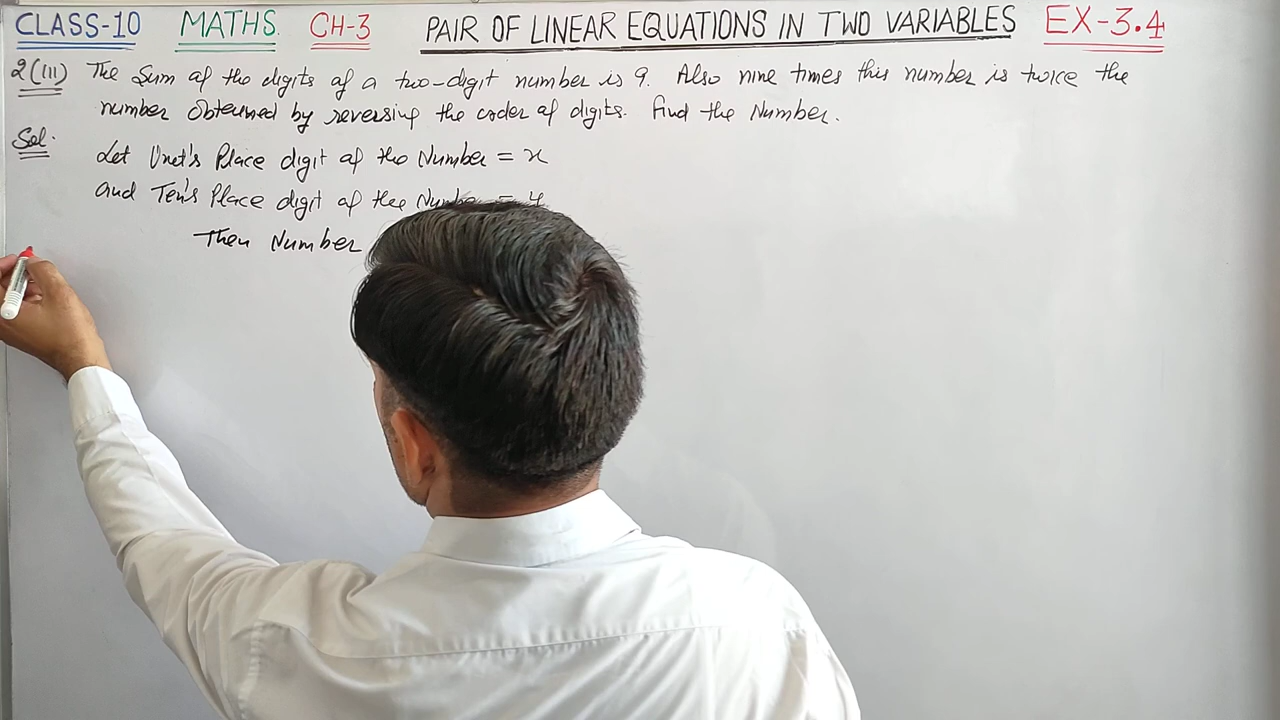 CLASS-10 MATHS CH-3 PAIR OF LINEAR EQUATIONS IN TWO VARIABLES EX-3.4
2(III) The Sum of the digits of a two-digit number is 9. Also nine times this number is twice the
number obtained by reversing the order of digits. Find the Number.
Sol.
Let Unit's Place digit of the Number = x
and Ten's Place digit of the Number = y
Then Number